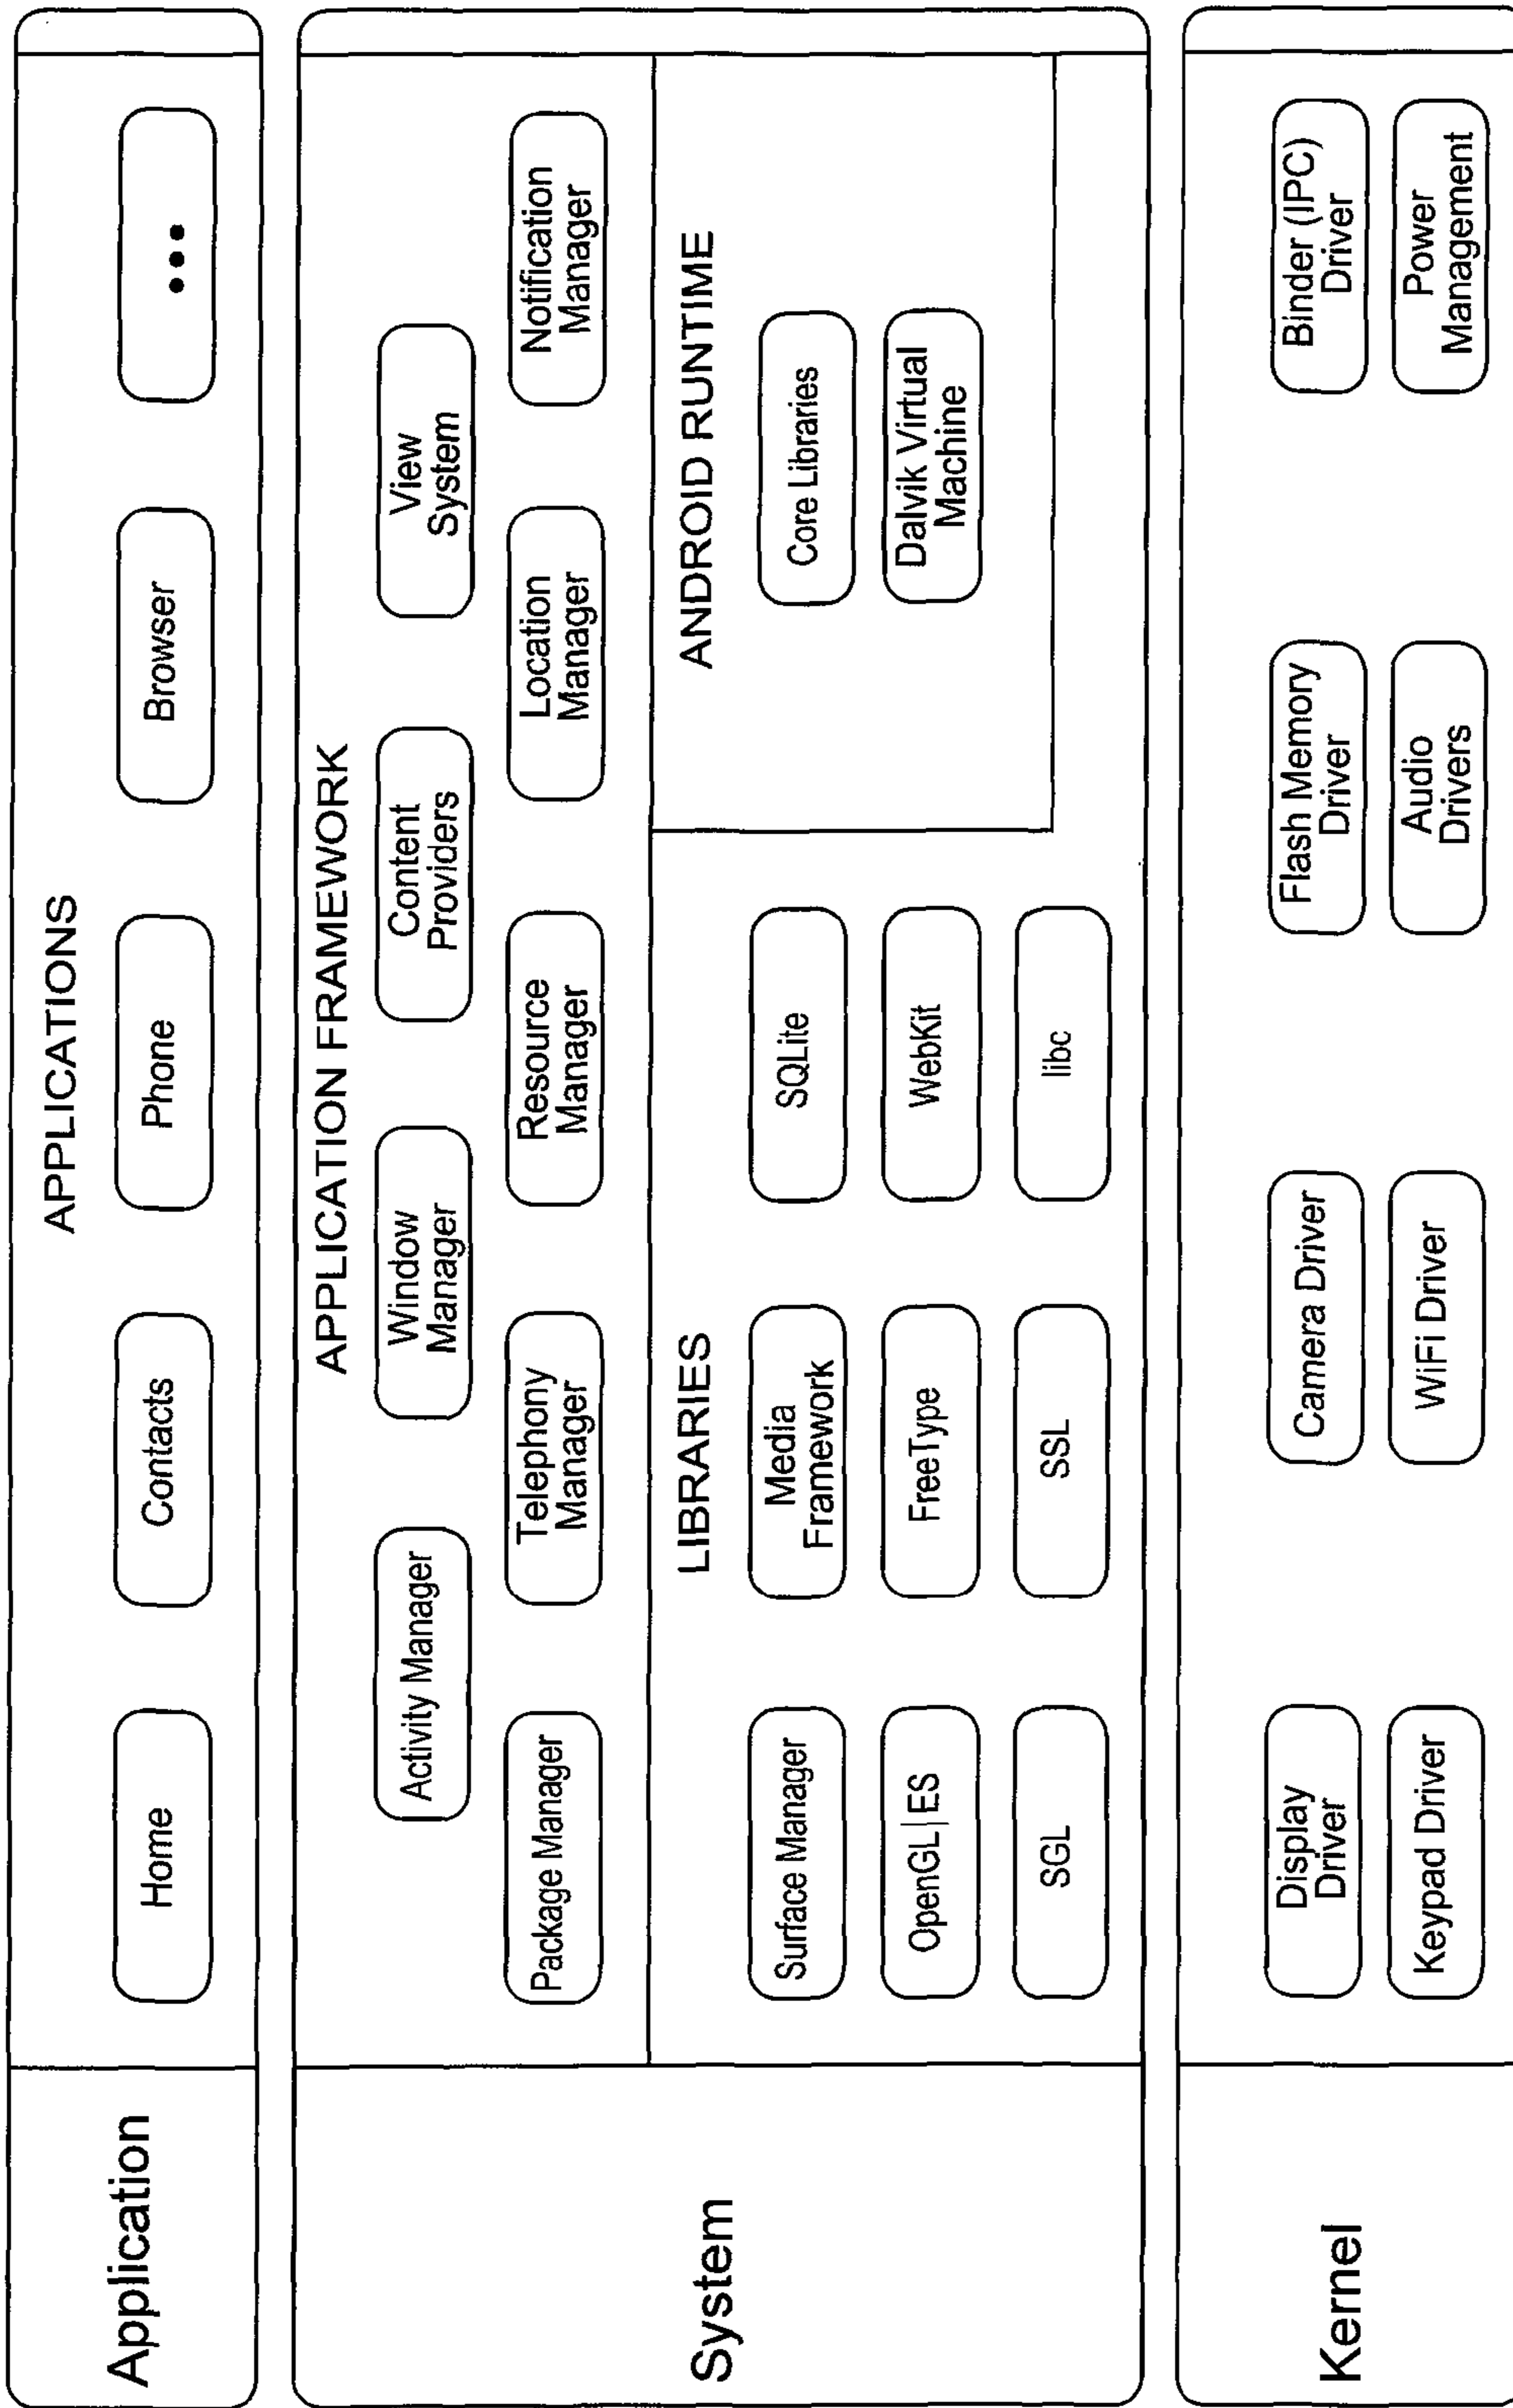 Application
APPLICATIONS
Home
Contacts
Phone
Browser
•••
System
APPLICATION FRAMEWORK
Activity Manager
Window
Manager
Content
Providers
View
System
Package Manager
Telephony
Manager
Resource
Manager
Location
Manager
Notification
Manager
LIBRARIES
Surface Manager
Media
Framework
SQLite
OpenGL|ES
FreeType
WebKit
SGL
SSL
libc
ANDROID RUNTIME
Core Libraries
Dalvik Virtual
Machine
Kernel
Display
Driver
Camera Driver
Flash Memory
Driver
Binder (IPC)
Driver
Keypad Driver
WiFi Driver
Audio
Drivers
Power
Management